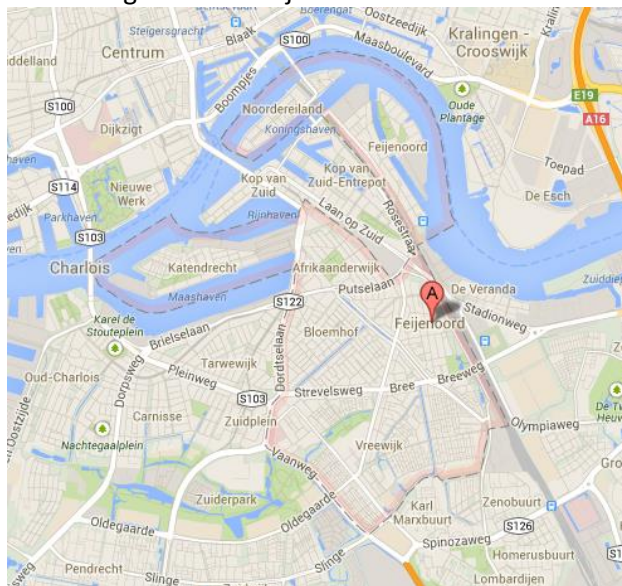 Steigersgracht
Oostzeedijk
S100
Kralingen -
Crooswijk
Centrum
Blaak
Maasboulevard
S100
Boompjes
E19
A16
Noordereiland
Oude
Plantage
Dijkzigt
Koningshaven
Feijenoord
Toepad
S114
Nieuwe
Werk
Kop van
Zuid
Kop van
Zuid-Entrepot
De Esch
Parkhaven
Rijnhaven
Laan op Zuid
Rosestraat
S103
Charlois
Katendrecht
Afrikaanderwijk
Maashaven
S122
Putselaan
De Veranda
A
Stadionweg
Karel de
Stouteplein
Brielselaan
Bloemhof
Feijenoord
Dordtselaan
Tarwewijk
Oud-Charlois
Dorpsweg
Pleinweg
S103
Strevelsweg
Bree
Breeweg
Carnisse
Zuidplein
Olympiaweg
Nachtegaalplein
Vaanweg
Vreewijk
Zuiderpark
Karl
Marxbuurt
Zenobuurt
Oldegaarde
Oldegaarde
S126
Spinozaweg
Homerusbuurt
Pendrecht
Slinge
Slinge
Lombardijen